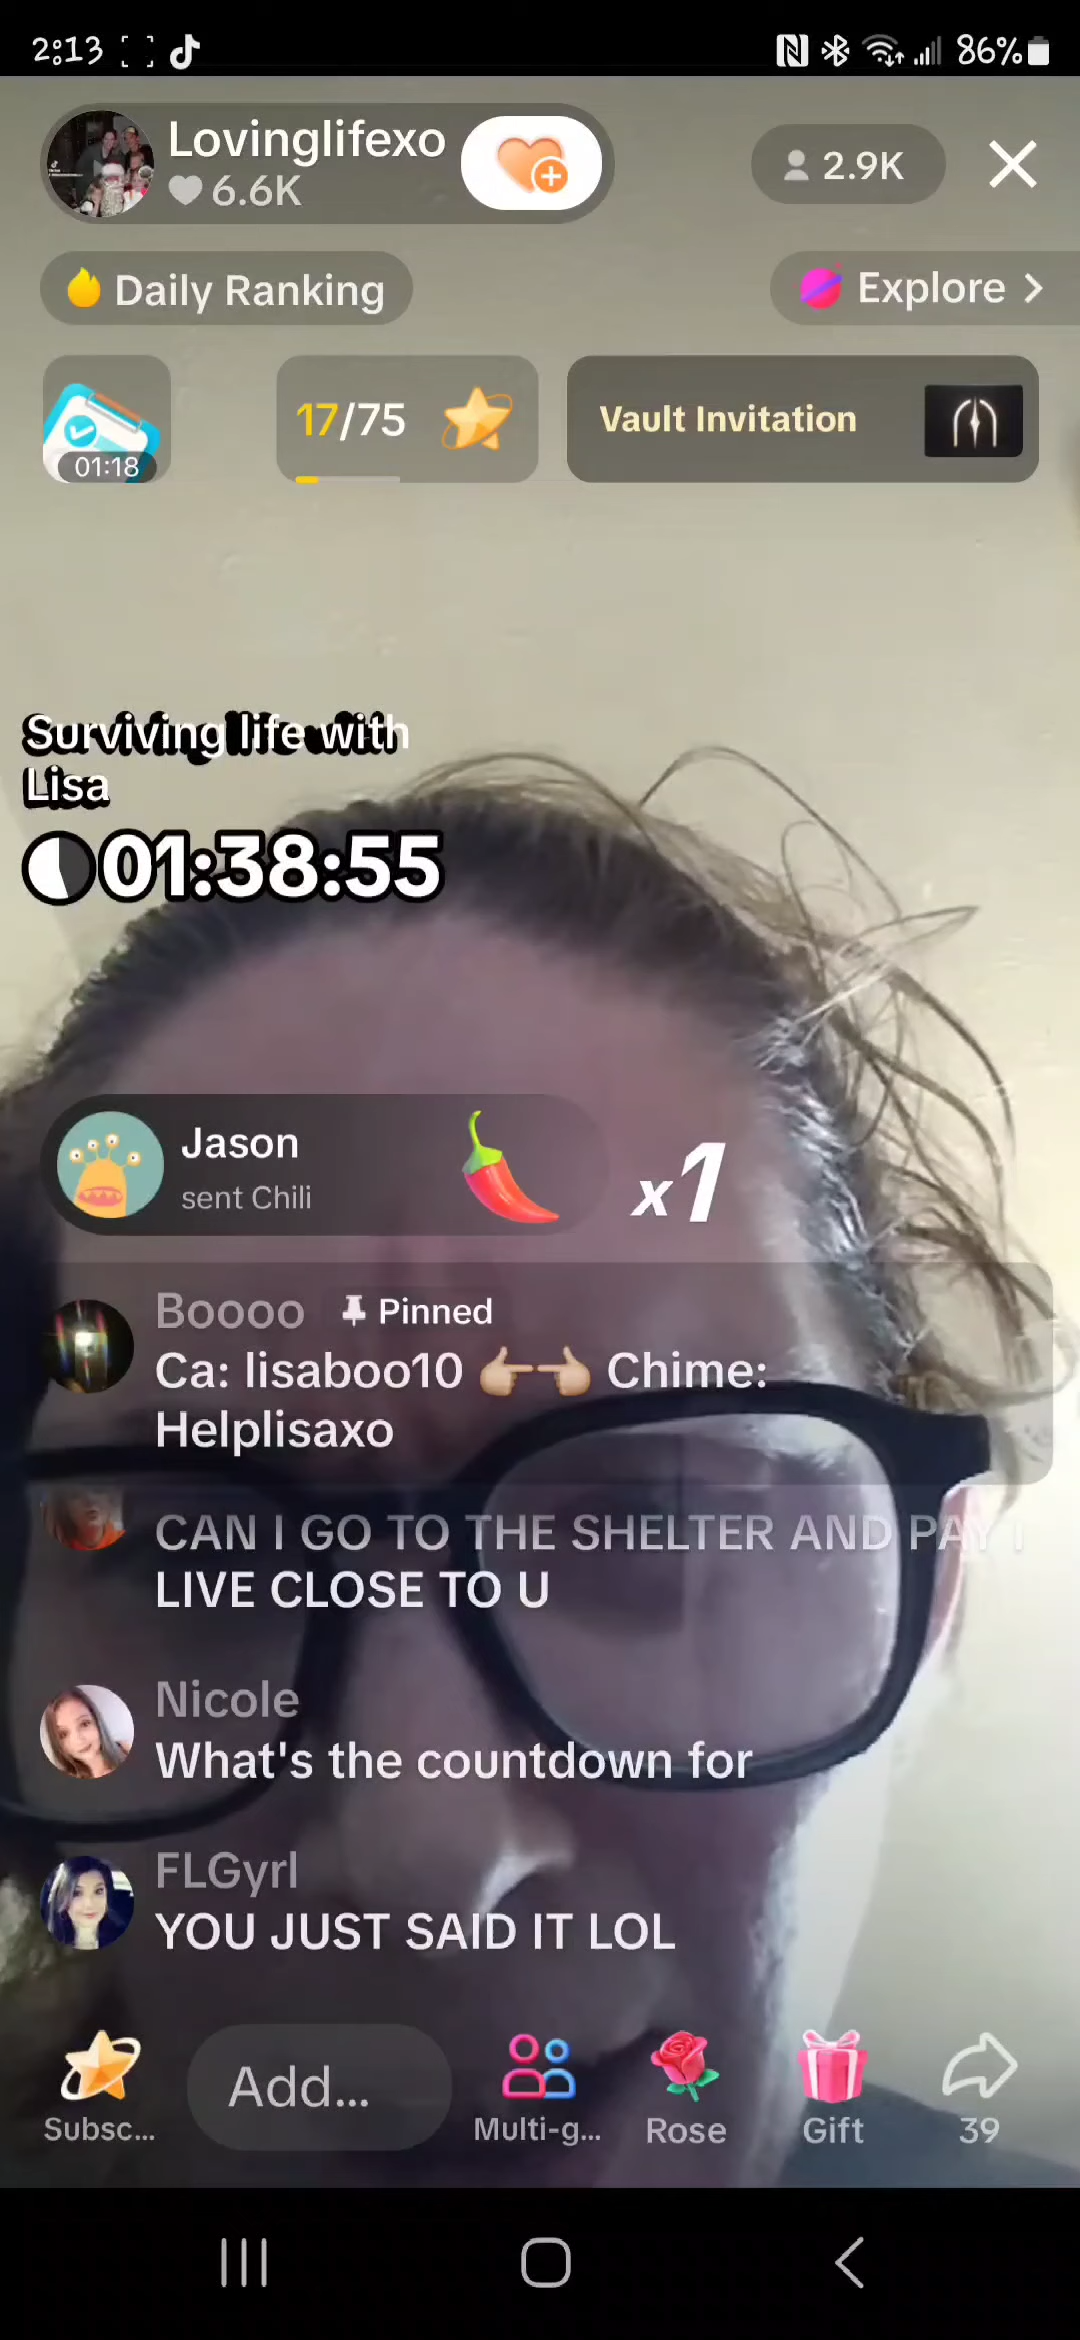 2:13
86%
Lovinglifexo
6.6K
2.9K
Daily Ranking
Explore >
01:18
17/75
Vault Invitation
Surviving life with
Lisa
01:38:55
Jason
sent Chili
x1
Boooo Pinned
Ca: lisaboo10 👉👈 Chime:
Helplisaxo
CAN I GO TO THE SHELTER AND PAY I
LIVE CLOSE TO U
Nicole
What's the countdown for
FLGyrl
YOU JUST SAID IT LOL
Subsc...
Add...
Multi-g...
Rose
Gift
39